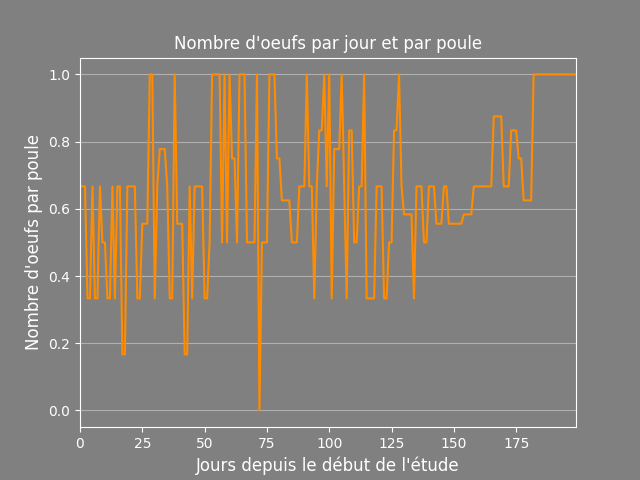 Nombre d'oeufs par jour et par poule
Nombre d'oeufs par poule
1.0
0.8
0.6
0.4
0.2
0.0
0 25 50 75 100 125 150 175
Jours depuis le début de l'étude